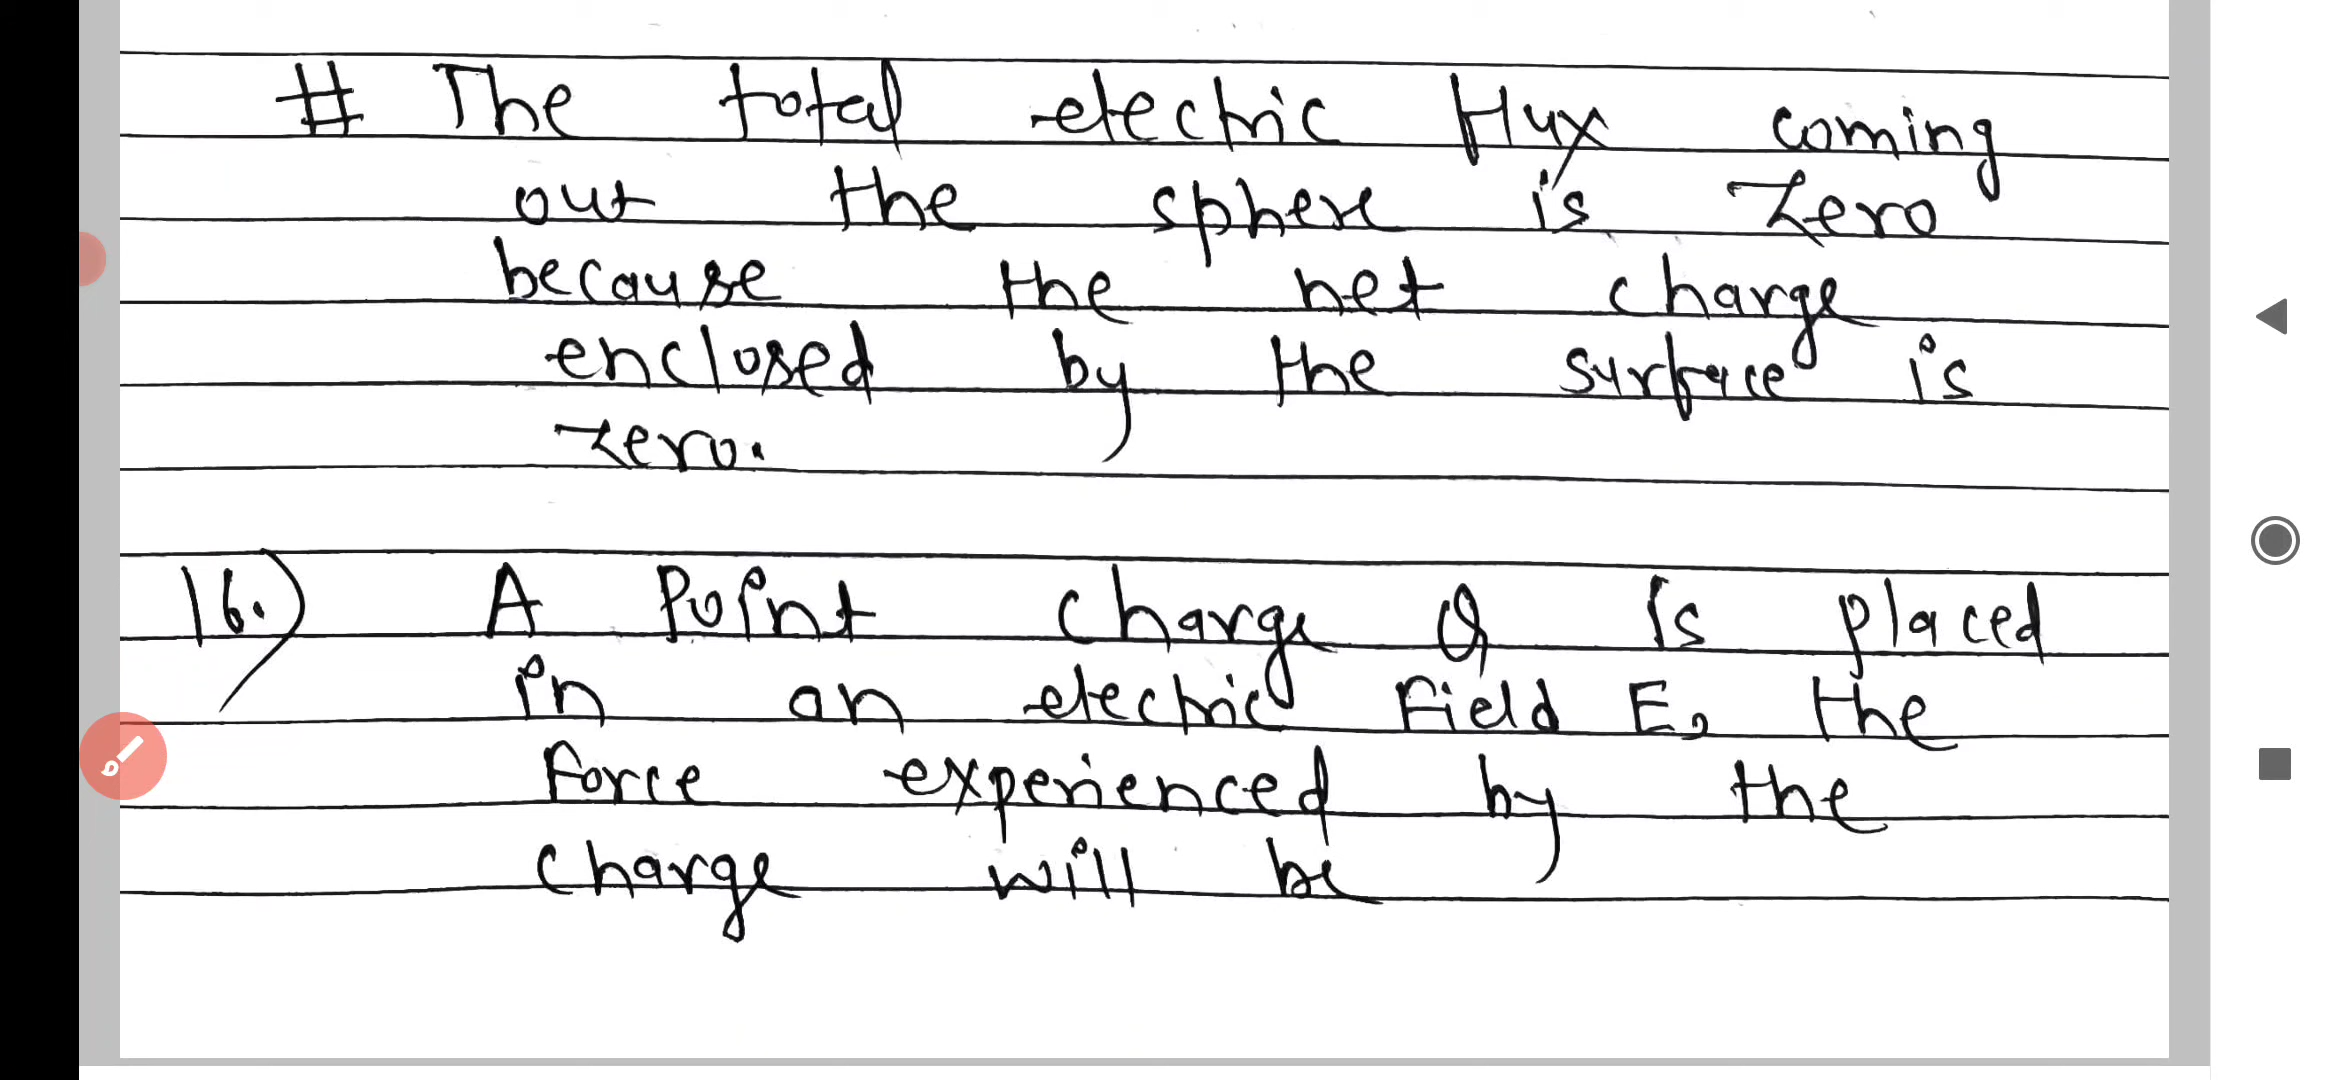 # The total electric flux coming
out the sphere is zero
because the net charge
enclosed by the surface is
zero.
16.) A Point charge Q is placed
in an electric Field E, the
Force experienced by the
charge will be